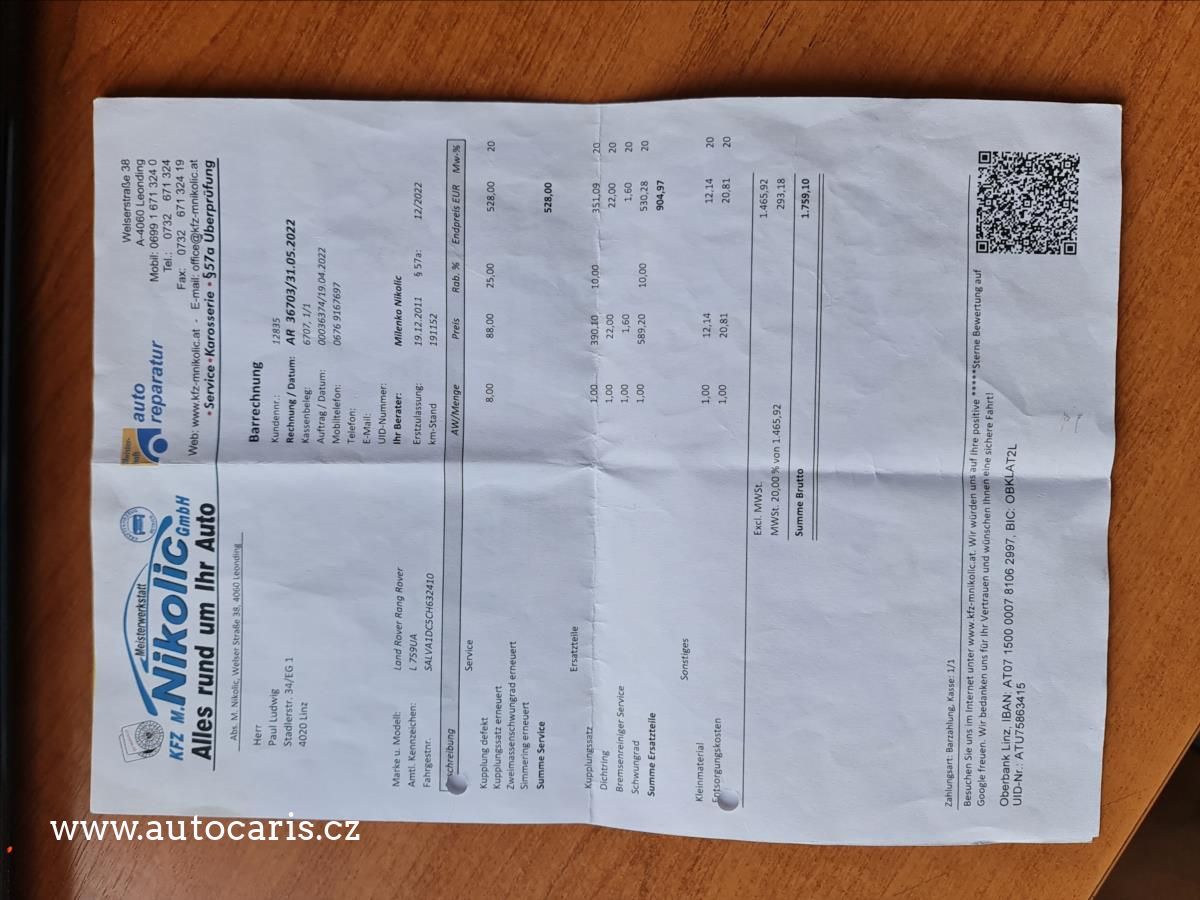 Meisterwerkstatt
KFZ M. Nikolic GmbH
Alles rund um Ihr Auto
auto
reparatur
Welserstraße 38
A-4060 Leonding
Mobil: 0699 1 671 324 0
Tel.: 0732 671 324
Fax: 0732 671 324 19
Web: www.kfz-mnikolic.at - E-mail: office@kfz-mnikolic.at
•Service•Karosserie•§57a Überprüfung
Abs. M. Nikolic, Welser Straße 38, 4060 Leonding
Herr
Paul Ludwig
Stadlerstr. 34/EG 1
4020 Linz
Barrechnung
Kundennr.: 12835
Rechnung / Datum: AR 36703/31.05.2022
Kassenbeleg: 6707, 1/1
Auftrag / Datum: 00036374/19.04.2022
Mobiltelefon: 0676 9167697
Telefon:
E-Mail:
UID-Nummer:
Marke u. Modell: Land Rover Rang Rover Ihr Berater: Milenko Nikolic
Amtl. Kennzeichen: L 759UA Erstzulassung: 19.12.2011 § 57a: 12/2022
Fahrgestnr. SALVA1DC5CH632410 km-Stand 191152
schreibung AW/Menge Preis Rab. % Endpreis EUR Mw-%
Service
Kupplung defekt 8,00 88,00 25,00 528,00 20
Kupplungssatz erneuert
Zweimassenschwungrad erneuert
Simmering erneuert
Summe Service 528,00
Ersatzteile
Kupplungssatz 1,00 390,10 10,00 351,09 20
Dichtring 1,00 22,00 22,00 20
Bremsenreiniger Service 1,00 1,60 1,60 20
Schwungrad 1,00 589,20 10,00 530,28 20
Summe Ersatzteile 904,97
Sonstiges
Kleinmaterial 1,00 12,14 12,14 20
Entsorgungskosten 1,00 20,81 20,81 20
Excl. MWSt. 1.465,92
MWSt. 20,00 % von 1.465,92 293,18
Summe Brutto 1.759,10
Zahlungsart: Barzahlung, Kasse: 1/1
Besuchen Sie uns im Internet unter www.kfz-mnikolic.at. Wir würden uns auf Ihre positive *****Sterne Bewertung auf
Google freuen. Wir bedanken uns für Ihr Vertrauen und wünschen Ihnen eine sichere Fahrt!
Oberbank Linz, IBAN: AT07 1500 0007 8106 2997, BIC: OBKLAT2L
UID-Nr.: ATU75863415
www.autocaris.cz